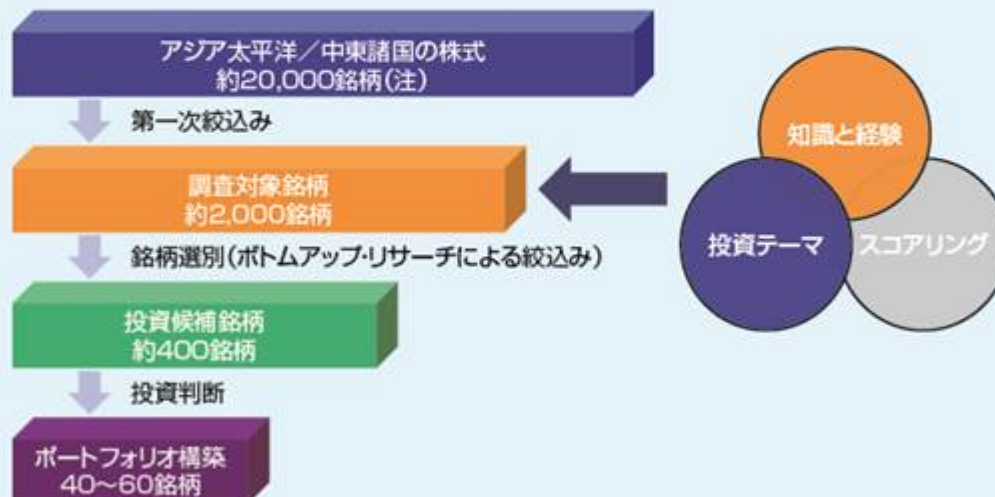 アジア太平洋／中東諸国の株式
約20,000銘柄(注)
第一次絞込み
調査対象銘柄
約2,000銘柄
銘柄選別(ボトムアップ･リサーチによる絞込み)
投資候補銘柄
約400銘柄
投資判断
ポートフォリオ構築
40〜60銘柄
知識と経験
投資テーマ
スコアリング